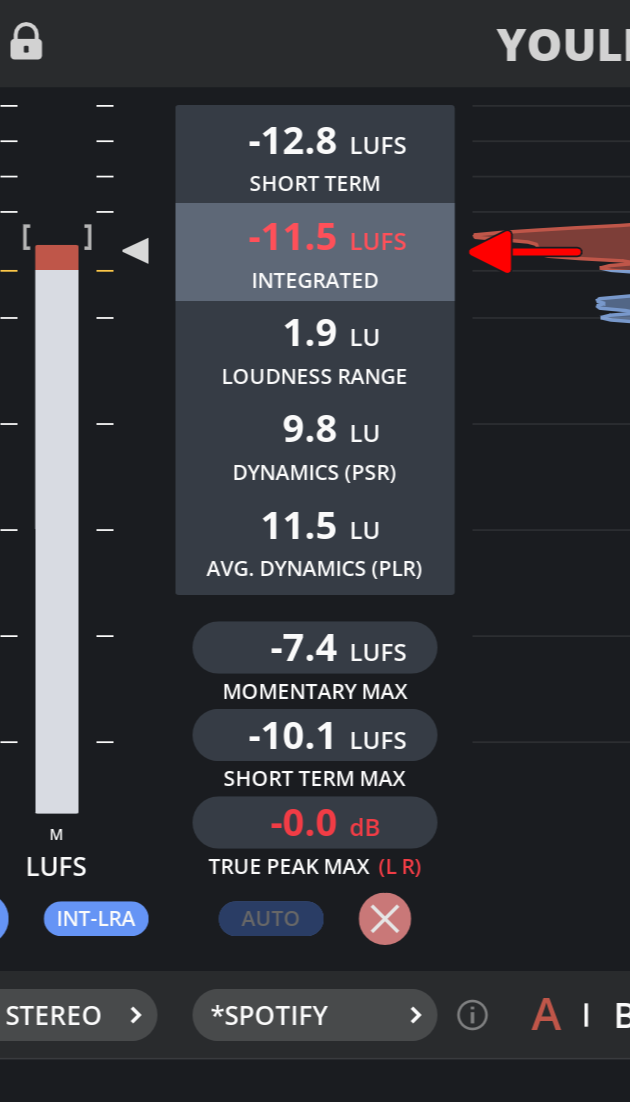 YOUL
-12.8 LUFS
SHORT TERM
-11.5 LUFS
INTEGRATED
1.9 LU
LOUDNESS RANGE
9.8 LU
DYNAMICS (PSR)
11.5 LU
AVG. DYNAMICS (PLR)
-7.4 LUFS
MOMENTARY MAX
-10.1 LUFS
SHORT TERM MAX
-0.0 dB
TRUE PEAK MAX (L R)
M
LUFS
INT-LRA AUTO
STEREO *SPOTIFY A | B